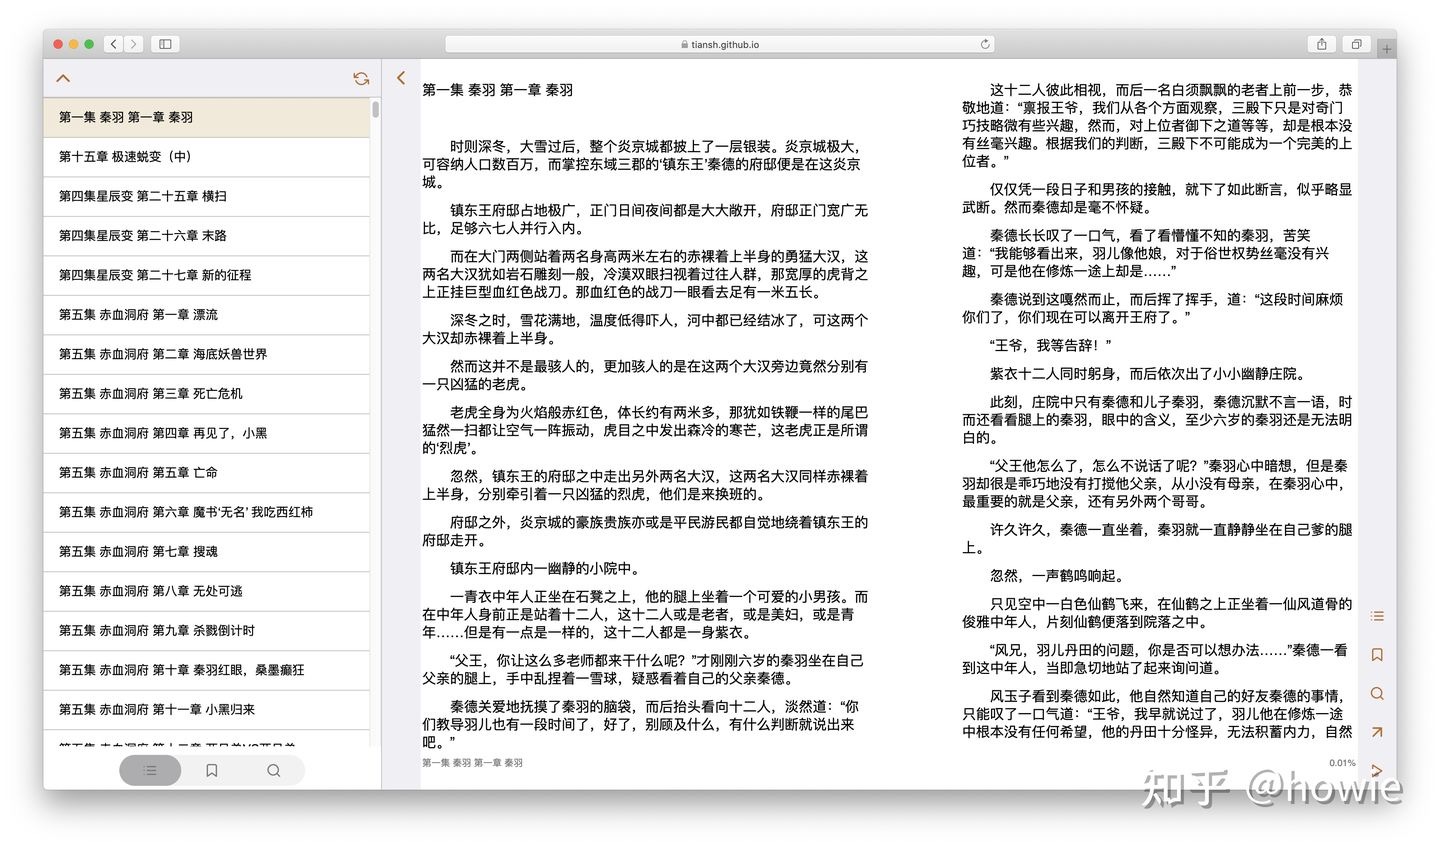 tiansh.github.io
第一集 秦羽 第一章 秦羽
第十五章 极速蜕变（中）
第四集星辰变 第二十五章 横扫
第四集星辰变 第二十六章 末路
第四集星辰变 第二十七章 新的征程
第五集 赤血洞府 第一章 漂流
第五集 赤血洞府 第二章 海底妖兽世界
第五集 赤血洞府 第三章 死亡危机
第五集 赤血洞府 第四章 再见了，小黑
第五集 赤血洞府 第五章 亡命
第五集 赤血洞府 第六章 魔书‘无名’ 我吃西红柿
第五集 赤血洞府 第七章 搜魂
第五集 赤血洞府 第八章 无处可逃
第五集 赤血洞府 第九章 杀戮倒计时
第五集 赤血洞府 第十章 秦羽红眼，桑墨癫狂
第五集 赤血洞府 第十一章 小黑归来
第一集 秦羽 第一章 秦羽
时则深冬，大雪过后，整个炎京城都披上了一层银装。炎京城极大，
可容纳人口数百万，而掌控东域三郡的‘镇东王’秦德的府邸便是在这炎京
城。
镇东王府邸占地极广，正门日间夜间都是大大敞开，府邸正门宽广无
比，足够六七人并行入内。
而在大门两侧站着两名身高两米左右的赤裸着上半身的勇猛大汉，这
两名大汉犹如岩石雕刻一般，冷漠双眼扫视着过往人群，那宽厚的虎背之
上正挂巨型血红色战刀。那血红色的战刀一眼看去足有一米五长。
深冬之时，雪花满地，温度低得吓人，河中都已经结冰了，可这两个
大汉却赤裸着上半身。
然而这并不是最骇人的，更加骇人的是在这两个大汉旁边竟然分别有
一只凶猛的老虎。
老虎全身为火焰般赤红色，体长约有两米多，那犹如铁鞭一样的尾巴
猛然一扫都让空气一阵振动，虎目之中发出森冷的寒芒，这老虎正是所谓
的‘烈虎’。
忽然，镇东王的府邸之中走出另外两名大汉，这两名大汉同样赤裸着
上半身，分别牵引着一只凶猛的烈虎，他们是来换班的。
府邸之外，炎京城的豪族贵族亦或是平民游民都自觉地绕着镇东王的
府邸走开。
镇东王府邸内一幽静的小院中。
一青衣中年人正坐在石凳之上，他的腿上坐着一个可爱的小男孩。而
在中年人身前正是站着十二人，这十二人或是老者，或是美妇，或是青
年……但是有一点是一样的，这十二人都是一身紫衣。
“父王，你让这么多老师都来干什么呢？”才刚刚六岁的秦羽坐在自己
父亲的腿上，手中乱捏着一雪球，疑惑看着自己的父亲秦德。
秦德关爱地抚摸了秦羽的脑袋，而后抬头看向十二人，淡然道：“你
们教导羽儿也有一段时间了，好了，别顾及什么，有什么判断就说出来
吧。”
第一集 秦羽 第一章 秦羽
这十二人彼此相视，而后一名白须飘飘的老者上前一步，恭
敬地道：“禀报王爷，我们从各个方面观察，三殿下只是对奇门
巧技略微有些兴趣，然而，对上位者御下之道等等，却是根本没
有丝毫兴趣。根据我们的判断，三殿下不可能成为一个完美的上
位者。”
仅仅凭一段日子和男孩的接触，就下了如此断言，似乎略显
武断。然而秦德却是毫不怀疑。
秦德长长叹了一口气，看了看懵懂不知的秦羽，苦笑
道：“我能够看出来，羽儿像他娘，对于俗世权势丝毫没有兴
趣，可是他在修炼一途上却是……”
秦德说到这嘎然而止，而后挥了挥手，道：“这段时间麻烦
你们了，你们现在可以离开王府了。”
“王爷，我等告辞！”
紫衣十二人同时躬身，而后依次出了小小幽静庄院。
此刻，庄院中只有秦德和儿子秦羽，秦德沉默不言一语，时
而还看看腿上的秦羽，眼中的含义，至少六岁的秦羽还是无法明
白的。
“父王他怎么了，怎么不说话了呢？”秦羽心中暗想，但是秦
羽却很是乖巧地没有打搅他父亲，从小没有母亲，在秦羽心中，
最重要的就是父亲，还有另外两个哥哥。
许久许久，秦德一直坐着，秦羽就一直静静坐在自己爹的腿
上。
忽然，一声鹤鸣响起。
只见空中一白色仙鹤飞来，在仙鹤之上正坐着一仙风道骨的
俊雅中年人，片刻仙鹤便落到院落之中。
“风兄，羽儿丹田的问题，你是否可以想办法……”秦德一看
到这中年人，当即急切地站了起来询问道。
风玉子看到秦德如此，他自然知道自己的好友秦德的事情，
只能叹了一口气道：“王爷，我早就说过了，羽儿他在修炼一途
中根本没有任何希望，他的丹田十分怪异，无法积蓄内力，自然
0.01%
知乎 @howie